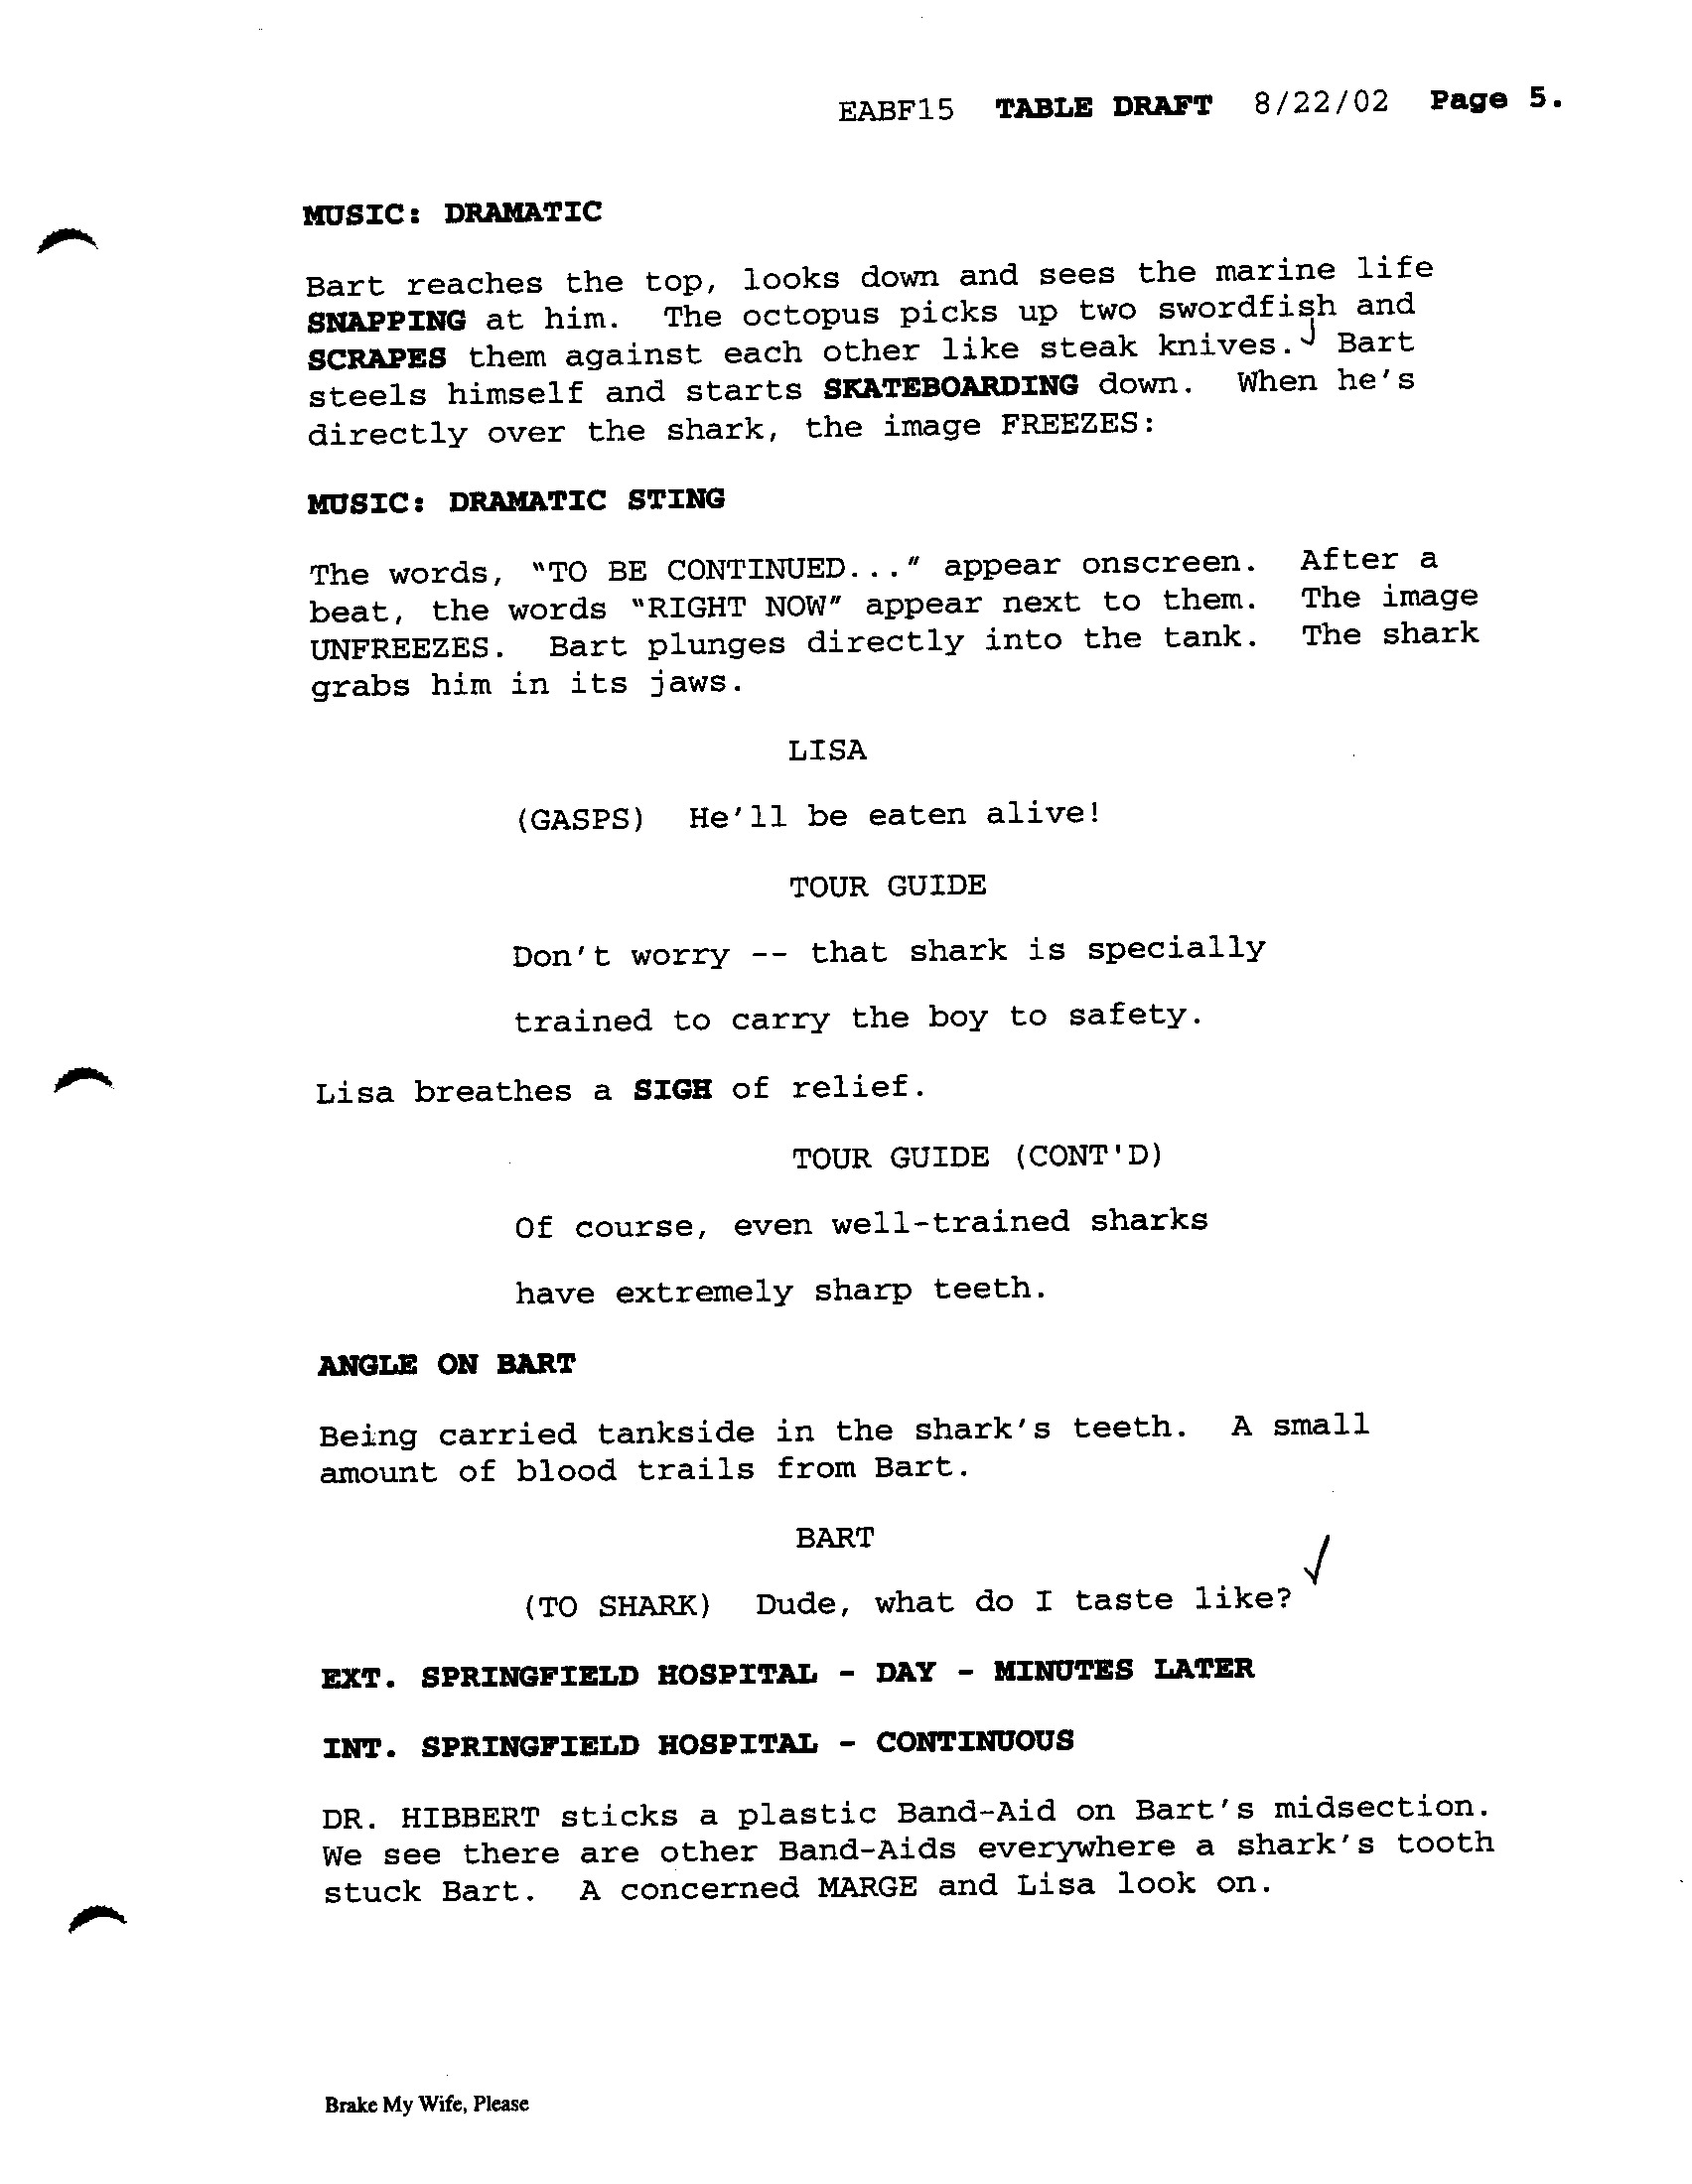 EABF15 TABLE DRAFT 8/22/02 Page 5.
MUSIC: DRAMATIC
Bart reaches the top, looks down and sees the marine life
SNAPPING at him. The octopus picks up two swordfish and
SCRAPES them against each other like steak knives. Bart
steels himself and starts SKATEBOARDING down. When he's
directly over the shark, the image FREEZES:
MUSIC: DRAMATIC STING
The words, "TO BE CONTINUED..." appear onscreen. After a
beat, the words "RIGHT NOW" appear next to them. The image
UNFREEZES. Bart plunges directly into the tank. The shark
grabs him in its jaws.
LISA
(GASPS) He'll be eaten alive!
TOUR GUIDE
Don't worry -- that shark is specially
trained to carry the boy to safety.
Lisa breathes a SIGH of relief.
TOUR GUIDE (CONT'D)
Of course, even well-trained sharks
have extremely sharp teeth.
ANGLE ON BART
Being carried tankside in the shark's teeth. A small
amount of blood trails from Bart.
BART
(TO SHARK) Dude, what do I taste like?
EXT. SPRINGFIELD HOSPITAL - DAY - MINUTES LATER
INT. SPRINGFIELD HOSPITAL - CONTINUOUS
DR. HIBBERT sticks a plastic Band-Aid on Bart's midsection.
We see there are other Band-Aids everywhere a shark's tooth
stuck Bart. A concerned MARGE and Lisa look on.
Brake My Wife, Please